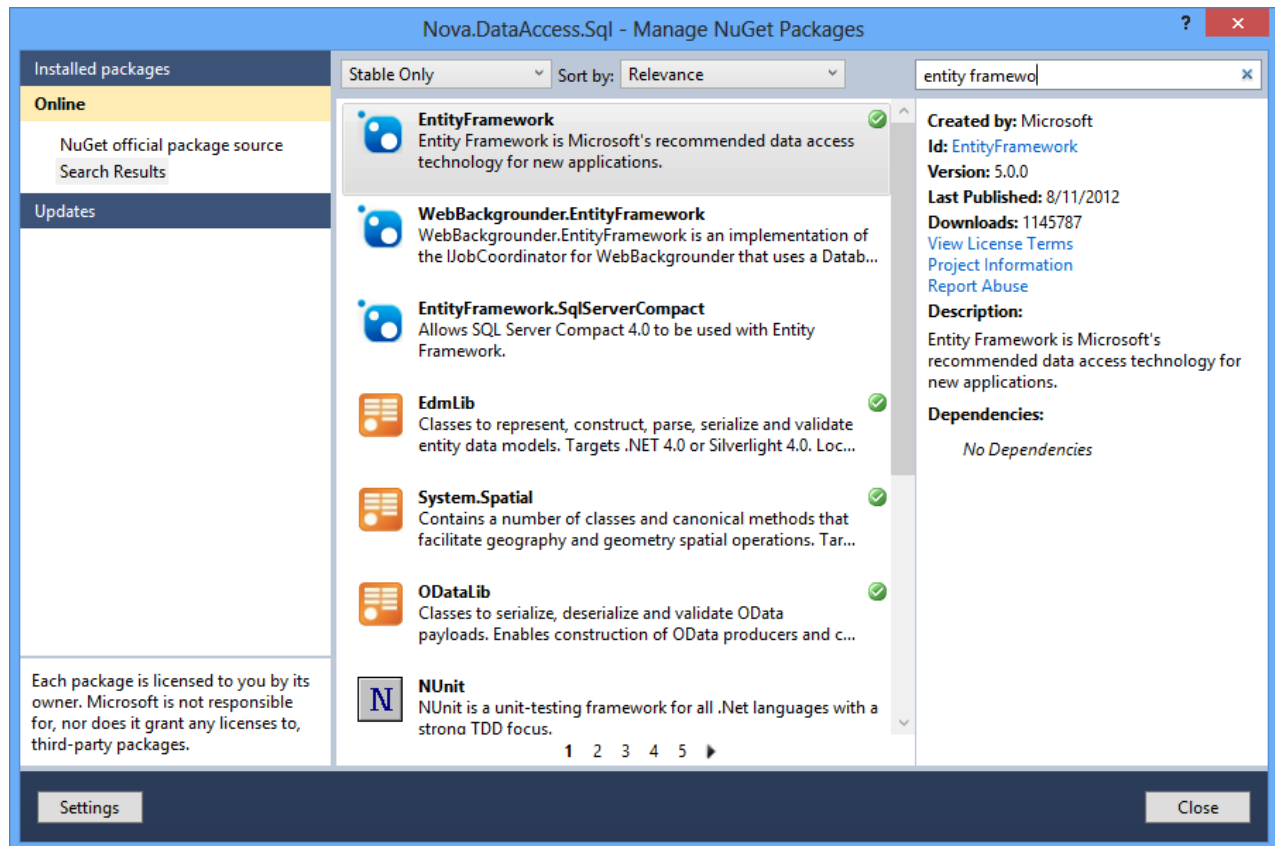 Nova.DataAccess.Sql - Manage NuGet Packages
?
Installed packages
Online
NuGet official package source
Search Results
Updates
Each package is licensed to you by its
owner. Microsoft is not responsible
for, nor does it grant any licenses to,
third-party packages.
Stable Only
Sort by: Relevance
EntityFramework
Entity Framework is Microsoft's recommended data access
technology for new applications.
WebBackgrounder.EntityFramework
WebBackgrounder.EntityFramework is an implementation of
the IJobCoordinator for WebBackgrounder that uses a Datab...
EntityFramework.SqlServerCompact
Allows SQL Server Compact 4.0 to be used with Entity
Framework.
EdmLib
Classes to represent, construct, parse, serialize and validate
entity data models. Targets .NET 4.0 or Silverlight 4.0. Loc...
System.Spatial
Contains a number of classes and canonical methods that
facilitate geography and geometry spatial operations. Tar...
ODataLib
Classes to serialize, deserialize and validate OData
payloads. Enables construction of OData producers and c...
N
NUnit
NUnit is a unit-testing framework for all .Net languages with a
strong TDD focus.
1 2 3 4 5
entity framewo
Created by: Microsoft
Id: EntityFramework
Version: 5.0.0
Last Published: 8/11/2012
Downloads: 1145787
View License Terms
Project Information
Report Abuse
Description:
Entity Framework is Microsoft's
recommended data access technology for
new applications.
Dependencies:
No Dependencies
Settings
Close